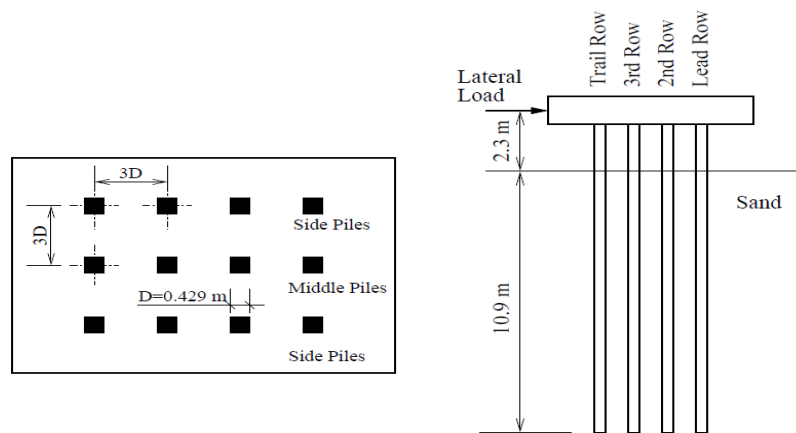 3D
3D
Side Piles
Middle Piles
D=0.429 m
Side Piles
Trail Row
3rd Row
2nd Row
Lead Row
Lateral
Load
2.3 m
Sand
10.9 m